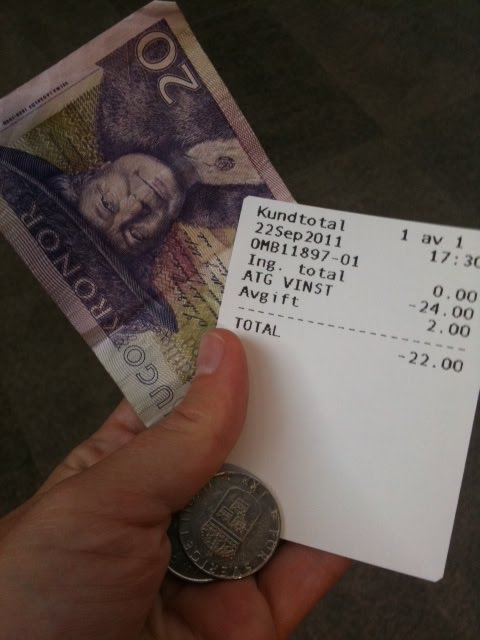 20
KRONOR
Kundtotal 1 av 1
22Sep2011 17:30
OMB11897-01
Ing. total 0.00
ATG VINST -24.00
Avgift 2.00
TOTAL -22.00